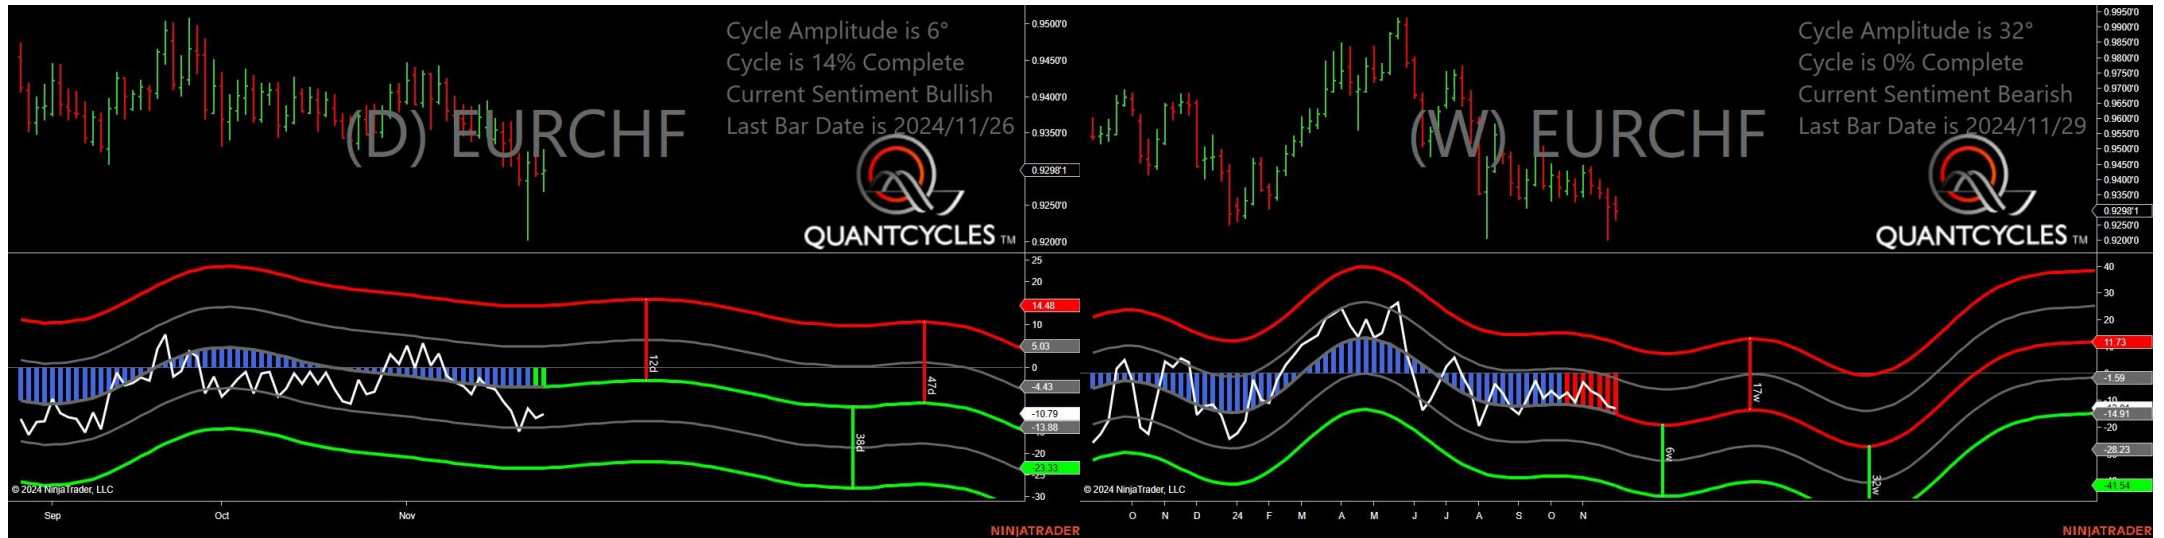 Cycle Amplitude is 6°
Cycle is 14% Complete
Current Sentiment Bullish
Last Bar Date is 2024/11/26
(D) EURCHF
QUANTCYCLES TM
0.9500'0
0.9450'0
0.9400'0
0.9350'0
0.9298'1
0.9250'0
0.9200'0
25
20
14.48
10
5.03
0
-4.43
-10.79
-13.88
-20
-23.33
-30
12d
38d
47d
© 2024 NinjaTrader, LLC
Sep
Oct
Nov
NINJATRADER
Cycle Amplitude is 32°
Cycle is 0% Complete
Current Sentiment Bearish
Last Bar Date is 2024/11/29
(W) EURCHF
QUANTCYCLES TM
0.9950'0
0.9900'0
0.9850'0
0.9800'0
0.9750'0
0.9700'0
0.9650'0
0.9600'0
0.9550'0
0.9500'0
0.9450'0
0.9400'0
0.9350'0
0.9298'1
0.9250'0
0.9200'0
40
30
20
11.73
-1.59
-14.91
-20
-28.23
-41.54
6w
17w
32w
© 2024 NinjaTrader, LLC
O
N
D
24
F
M
A
M
J
J
A
S
O
N
NINJATRADER